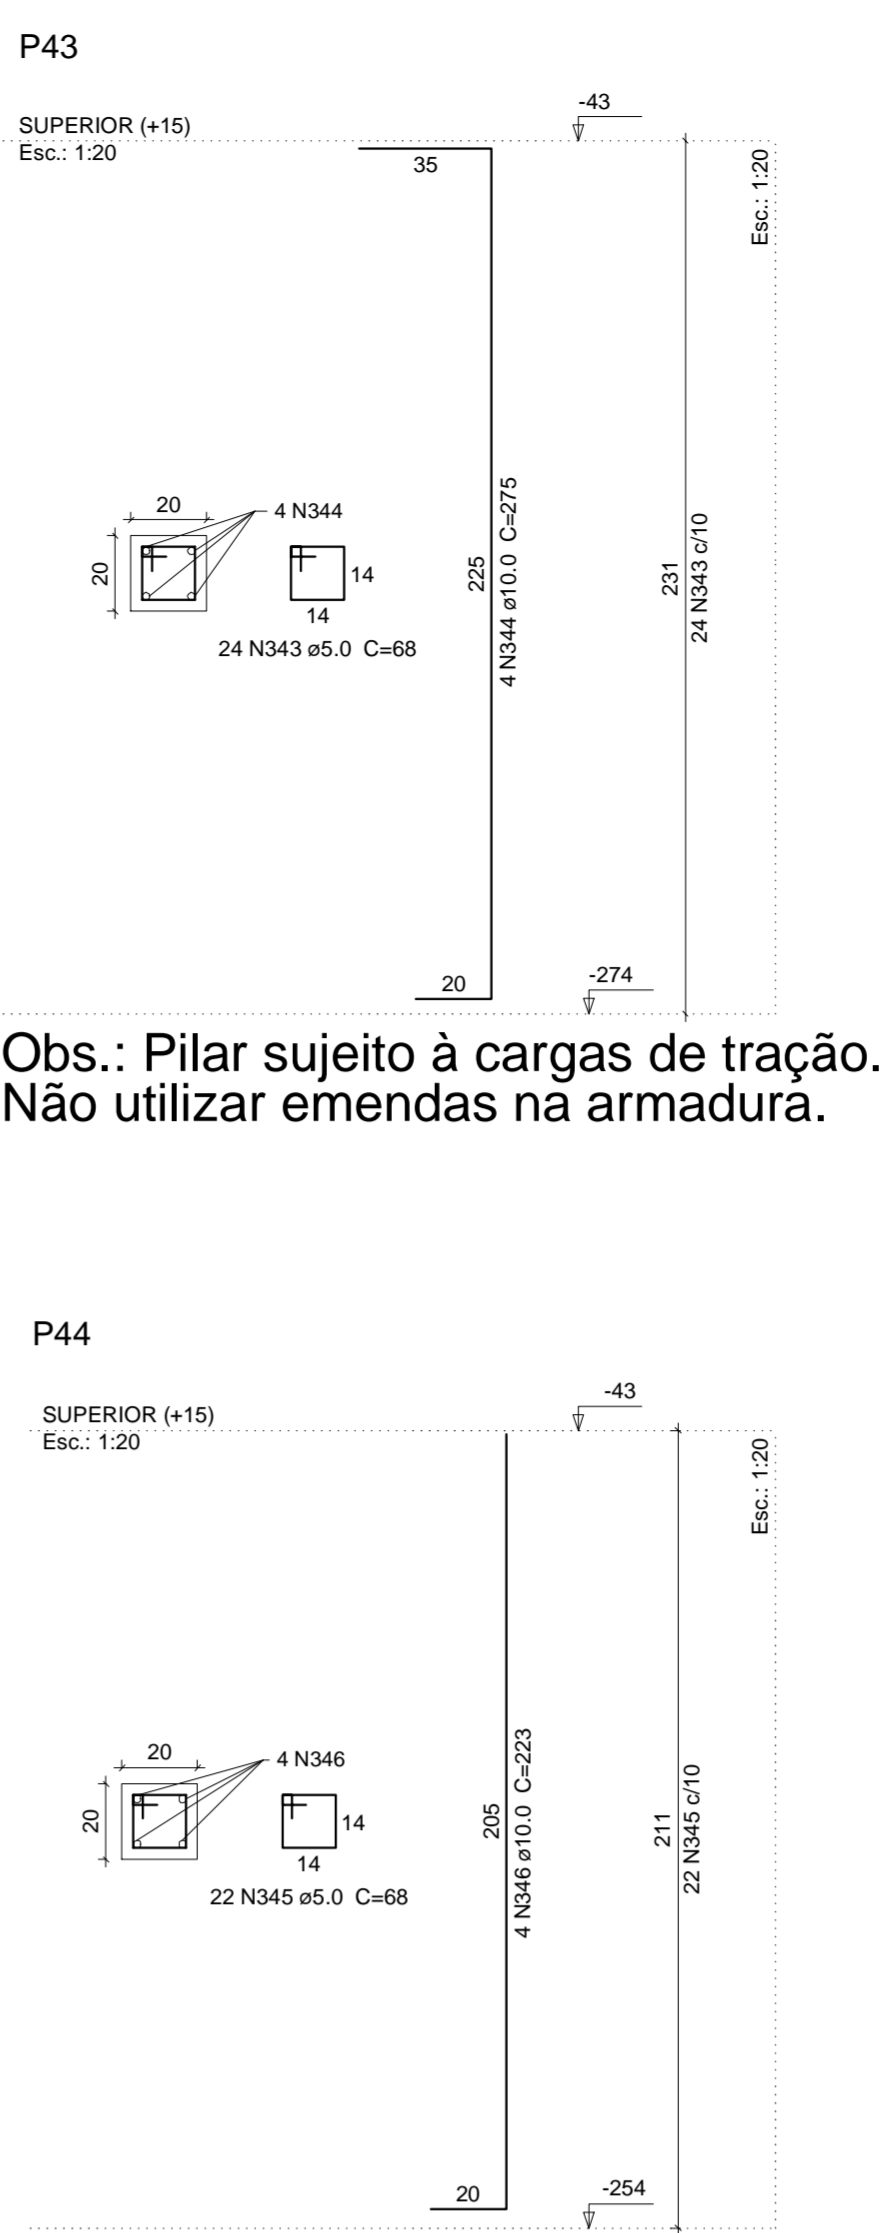 P43
SUPERIOR (+15)
Esc.: 1:20
-43
35
Esc.: 1:20
20
4 N344
20
14
14
24 N343 ø5.0 C=68
225
4 N344 ø10.0 C=275
231
24 N343 c/10
20
-274
Obs.: Pilar sujeito à cargas de tração.
Não utilizar emendas na armadura.
P44
SUPERIOR (+15)
Esc.: 1:20
-43
Esc.: 1:20
20
4 N346
20
14
14
22 N345 ø5.0 C=68
205
4 N346 ø10.0 C=223
211
22 N345 c/10
20
-254